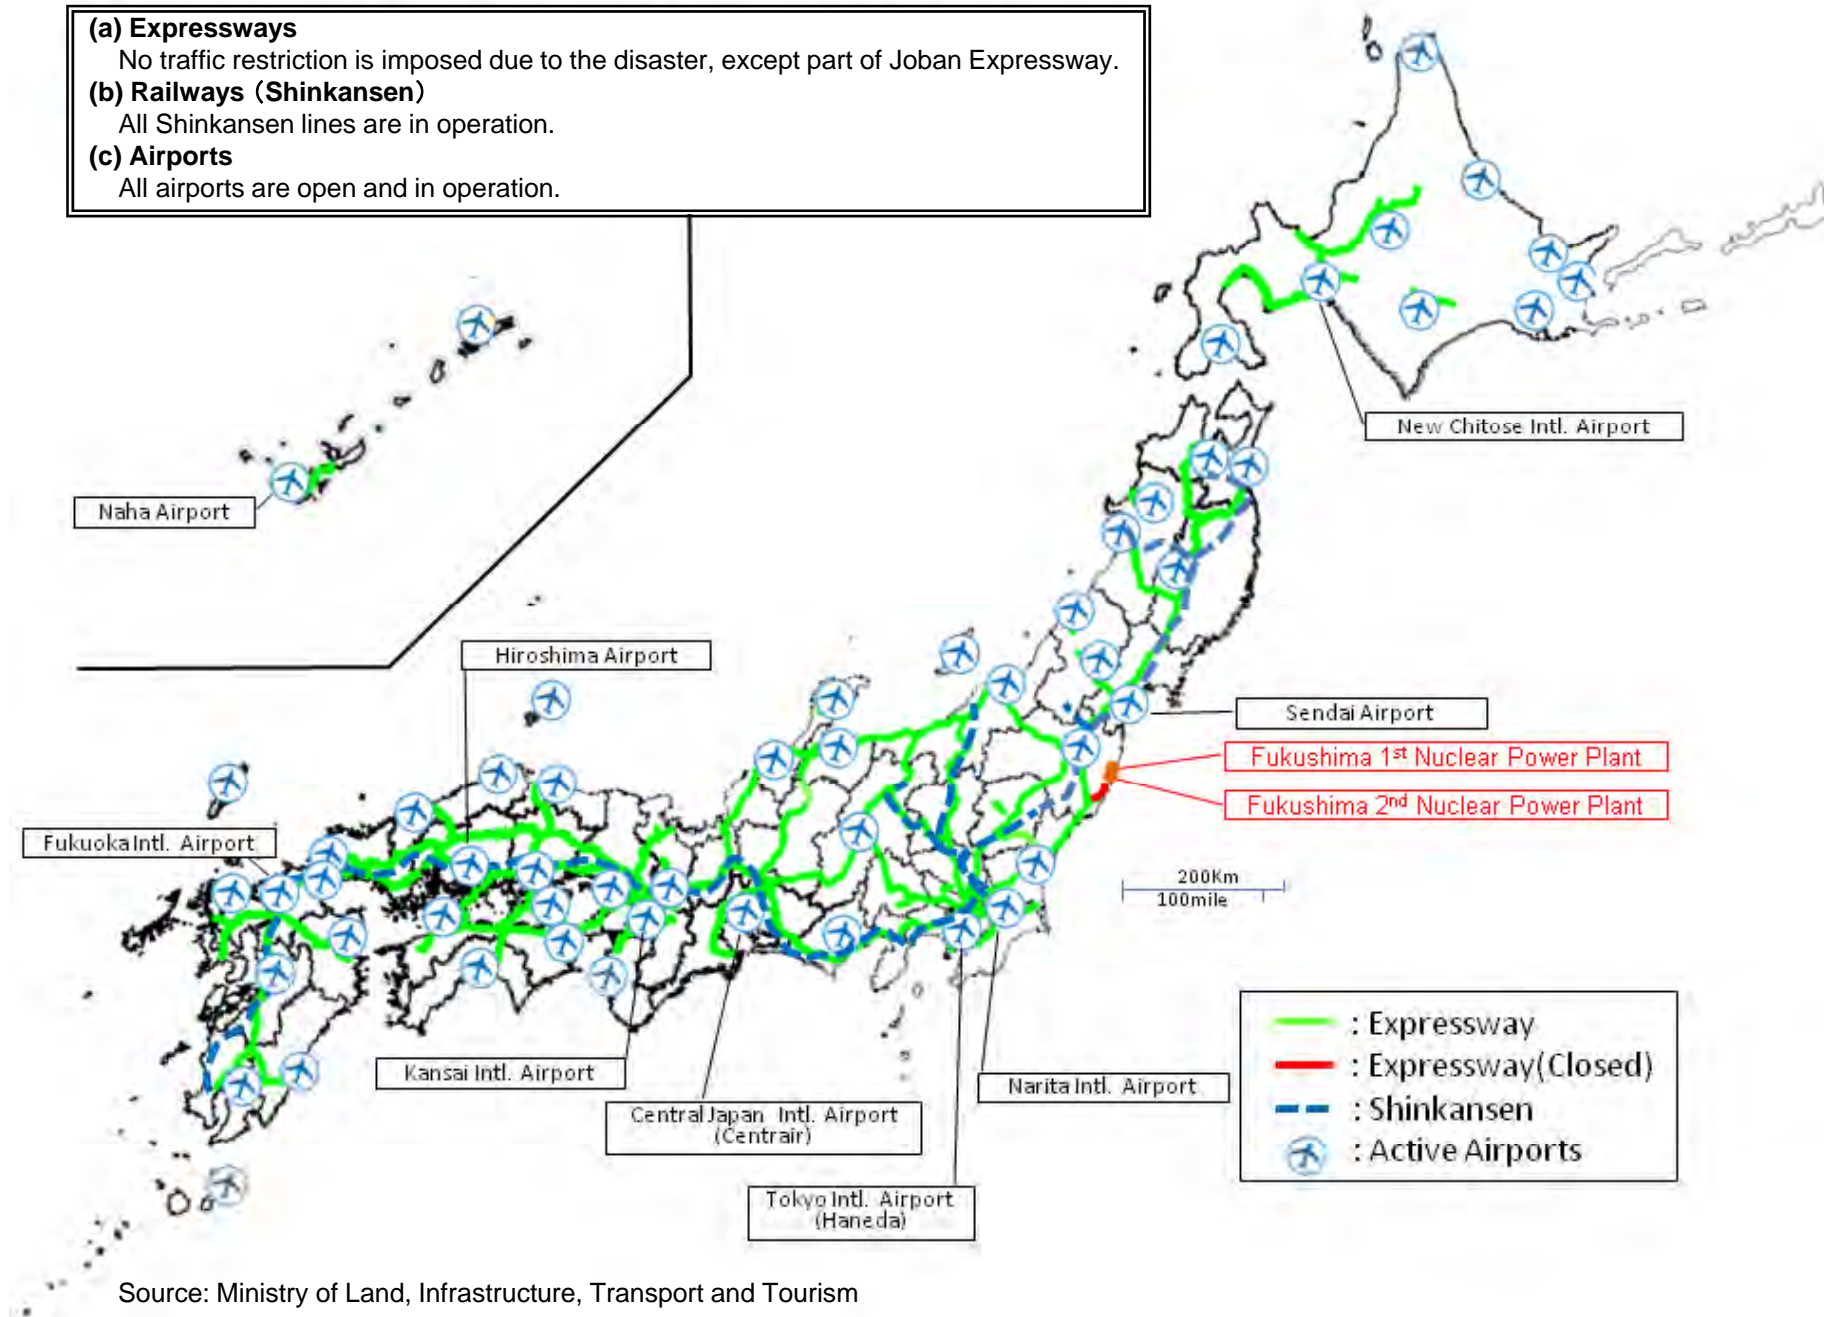 (a) Expressways
No traffic restriction is imposed due to the disaster, except part of Joban Expressway.
(b) Railways（Shinkansen）
All Shinkansen lines are in operation.
(c) Airports
All airports are open and in operation.
New Chitose Intl. Airport
Naha Airport
Hiroshima Airport
Sendai Airport
Fukushima 1st Nuclear Power Plant
Fukushima 2nd Nuclear Power Plant
Fukuoka Intl. Airport
200Km
100mile
Kansai Intl. Airport
Central Japan Intl. Airport
(Centrair)
Narita Intl. Airport
Tokyo Intl. Airport
(Haneda)
: Expressway
: Expressway(Closed)
: Shinkansen
: Active Airports
Source: Ministry of Land, Infrastructure, Transport and Tourism